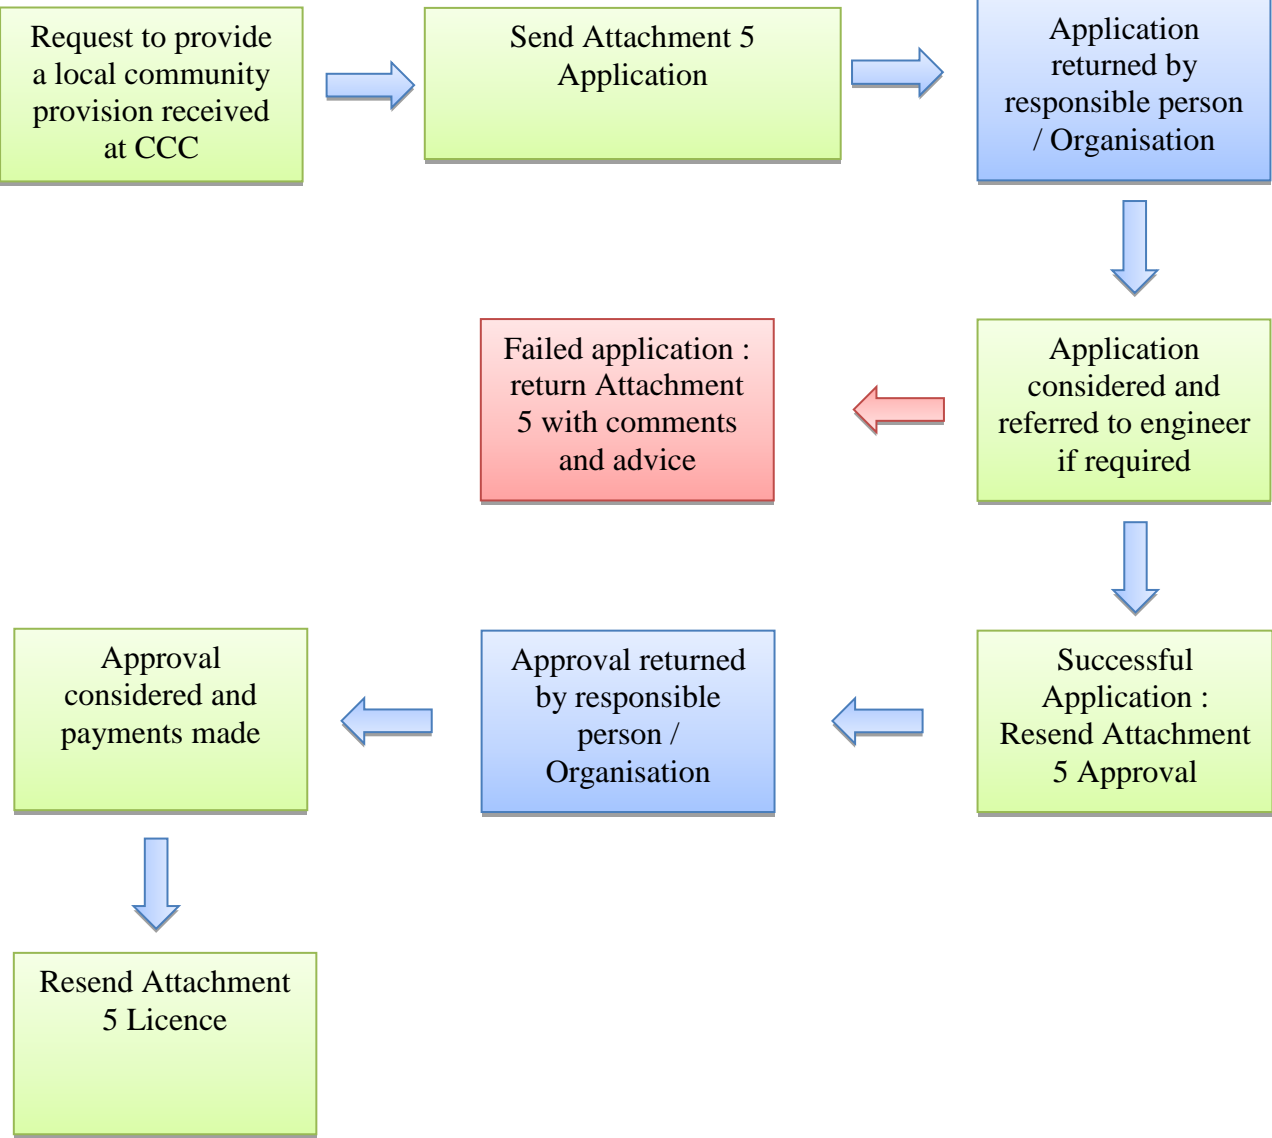 Request to provide
a local community
provision received
at CCC
Send Attachment 5
Application
Application
returned by
responsible person
/ Organisation
Failed application :
return Attachment
5 with comments
and advice
Application
considered and
referred to engineer
if required
Approval
considered and
payments made
Approval returned
by responsible
person /
Organisation
Successful
Application :
Resend Attachment
5 Approval
Resend Attachment
5 Licence